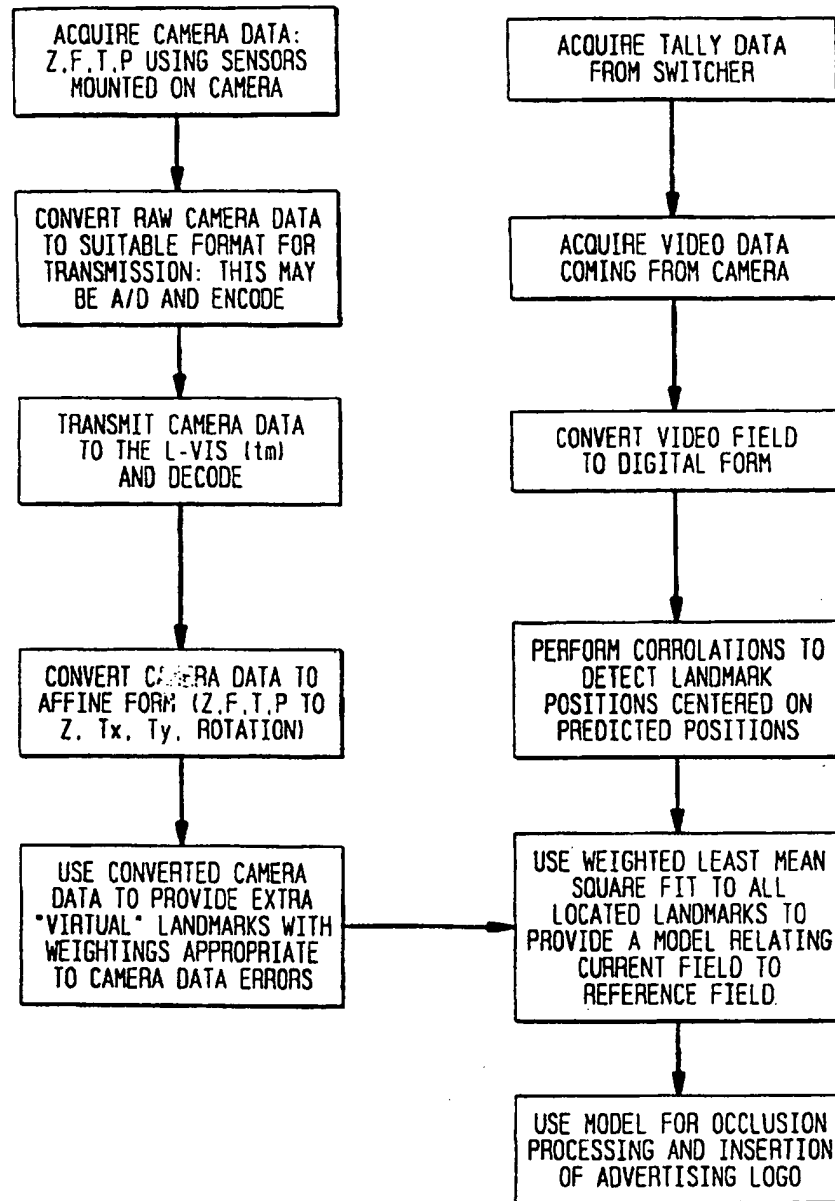 ACQUIRE CAMERA DATA:
Z,F,T,P USING SENSORS
MOUNTED ON CAMERA
CONVERT RAW CAMERA DATA
TO SUITABLE FORMAT FOR
TRANSMISSION: THIS MAY
BE A/D AND ENCODE
TRANSMIT CAMERA DATA
TO THE L-VIS (tm)
AND DECODE
CONVERT CAMERA DATA TO
AFFINE FORM (Z,F,T,P TO
Z, Tx, Ty, ROTATION)
USE CONVERTED CAMERA
DATA TO PROVIDE EXTRA
"VIRTUAL" LANDMARKS WITH
WEIGHTINGS APPROPRIATE
TO CAMERA DATA ERRORS
ACQUIRE TALLY DATA
FROM SWITCHER
ACQUIRE VIDEO DATA
COMING FROM CAMERA
CONVERT VIDEO FIELD
TO DIGITAL FORM
PERFORM CORROLATIONS TO
DETECT LANDMARK
POSITIONS CENTERED ON
PREDICTED POSITIONS
USE WEIGHTED LEAST MEAN
SQUARE FIT TO ALL
LOCATED LANDMARKS TO
PROVIDE A MODEL RELATING
CURRENT FIELD TO
REFERENCE FIELD.
USE MODEL FOR OCCLUSION
PROCESSING AND INSERTION
OF ADVERTISING LOGO